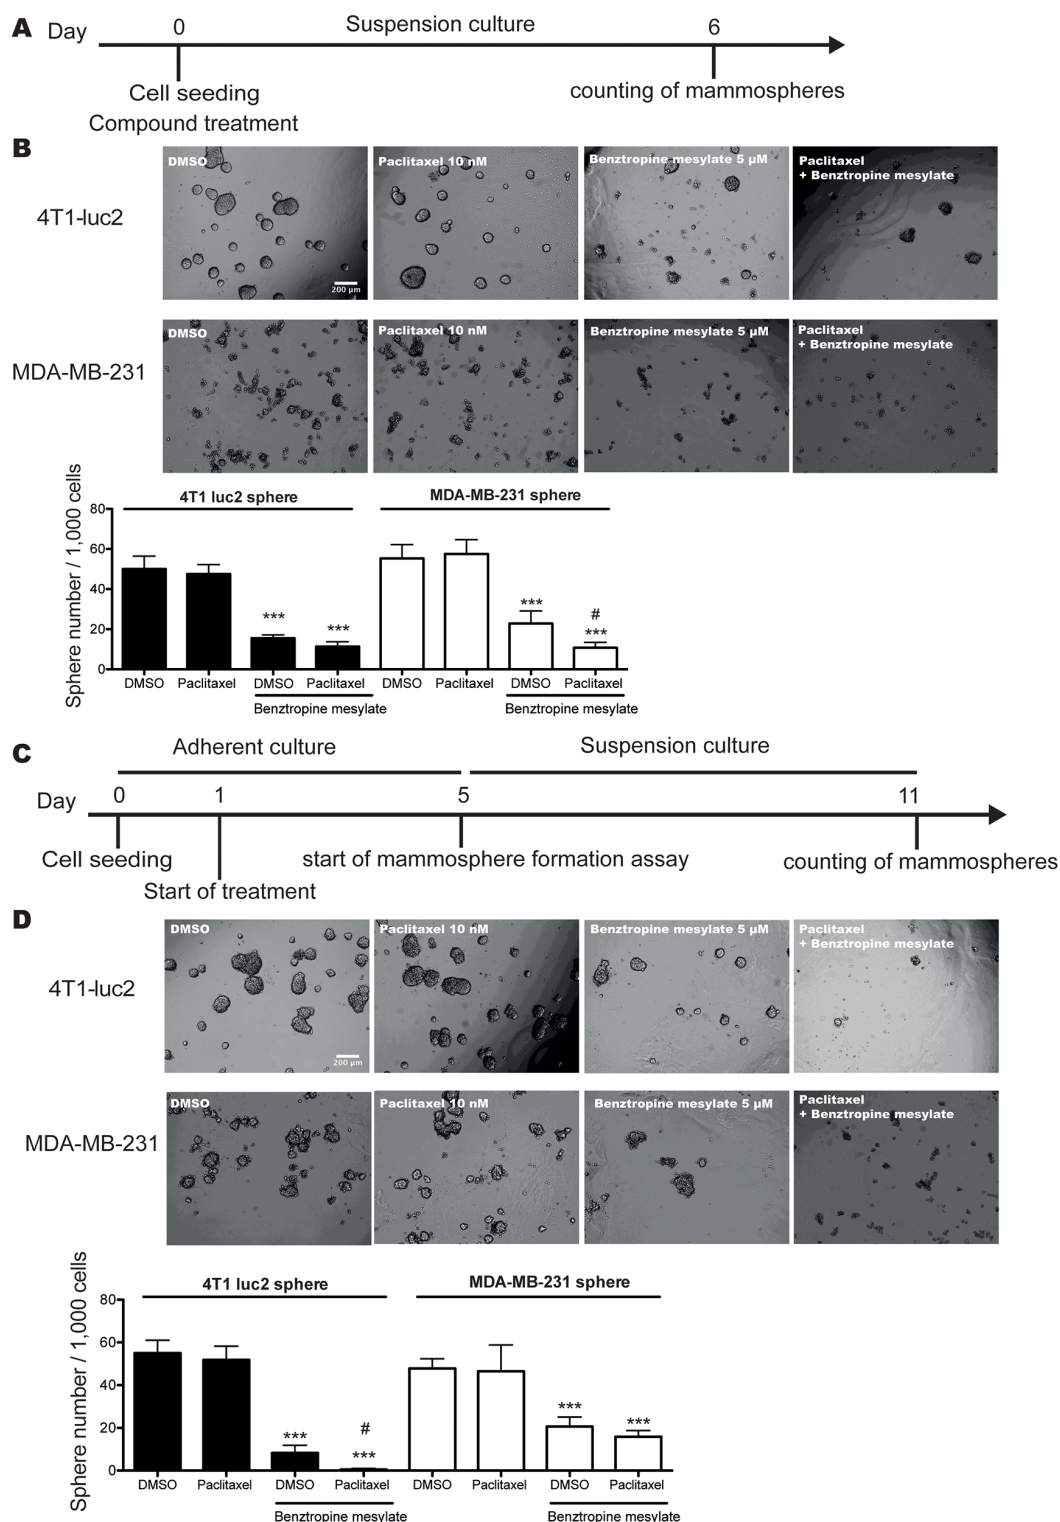 A
Day
0
Suspension culture
6
Cell seeding
Compound treatment
counting of mammospheres
B
4T1-luc2
DMSO
200 µm
Paclitaxel 10 nM
Benztropine mesylate 5 µM
Paclitaxel
+ Benztropine mesylate
MDA-MB-231
DMSO
Paclitaxel 10 nM
Benztropine mesylate 5 µM
Paclitaxel
+ Benztropine mesylate
Sphere number / 1,000 cells
4T1 luc2 sphere
MDA-MB-231 sphere
80
60
40
20
0
***
***
***
#
***
DMSO Paclitaxel DMSO Paclitaxel DMSO Paclitaxel DMSO Paclitaxel
Benztropine mesylate
Benztropine mesylate
C
Adherent culture
Suspension culture
Day
0
1
5
11
Cell seeding
start of mammosphere formation assay
counting of mammospheres
Start of treatment
D
4T1-luc2
DMSO
200 µm
Paclitaxel 10 nM
Benztropine mesylate 5 µM
Paclitaxel
+ Benztropine mesylate
MDA-MB-231
DMSO
Paclitaxel 10 nM
Benztropine mesylate 5 µM
Paclitaxel
+ Benztropine mesylate
Sphere number / 1,000 cells
4T1 luc2 sphere
MDA-MB-231 sphere
80
60
40
20
0
***
#
***
***
***
DMSO Paclitaxel DMSO Paclitaxel DMSO Paclitaxel DMSO Paclitaxel
Benztropine mesylate
Benztropine mesylate